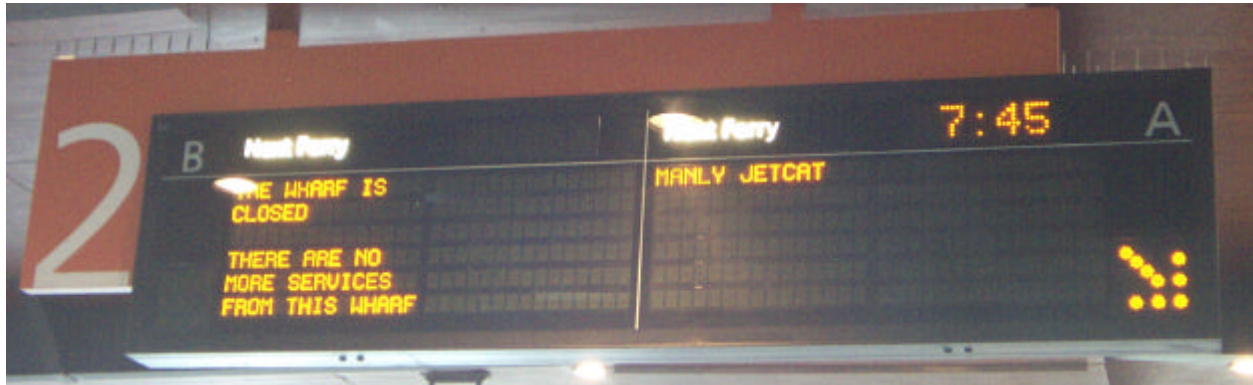 2
B Next Ferry
THE WHARF IS
CLOSED
THERE ARE NO
MORE SERVICES
FROM THIS WHARF
Next Ferry 7:45 A
MANLY JETCAT